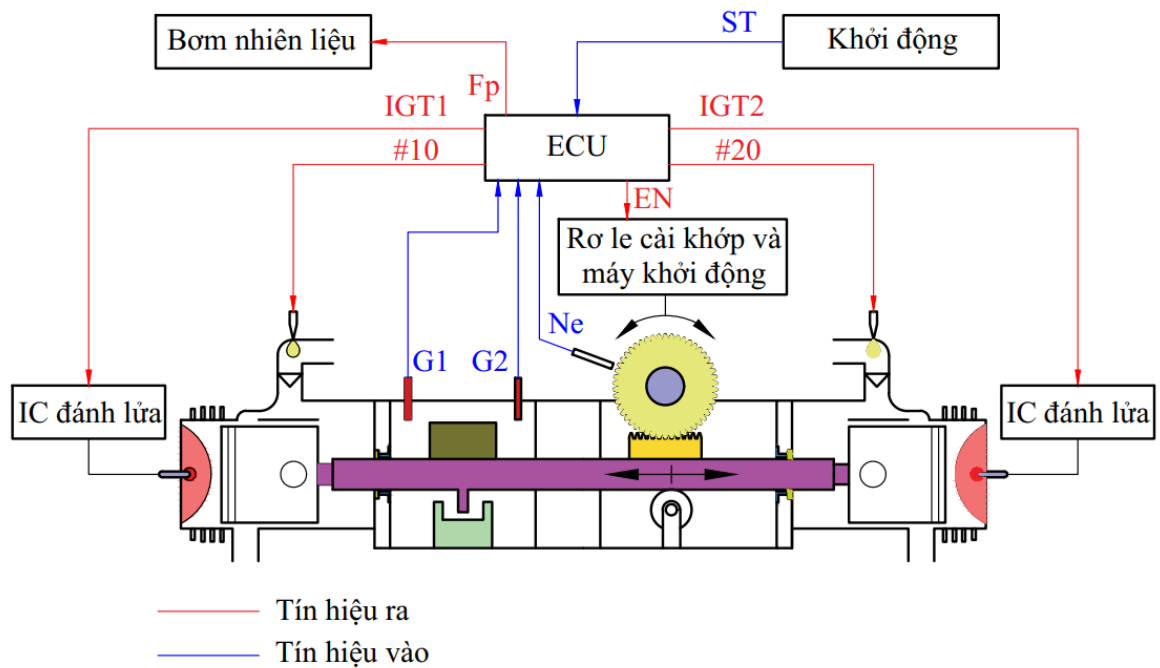 Bơm nhiên liệu
ST
Khởi động
Fp
IGT1
IGT2
ECU
#10
#20
EN
Rơ le cài khớp và
máy khởi động
Ne
G1
G2
IC đánh lửa
IC đánh lửa
Tín hiệu ra
Tín hiệu vào